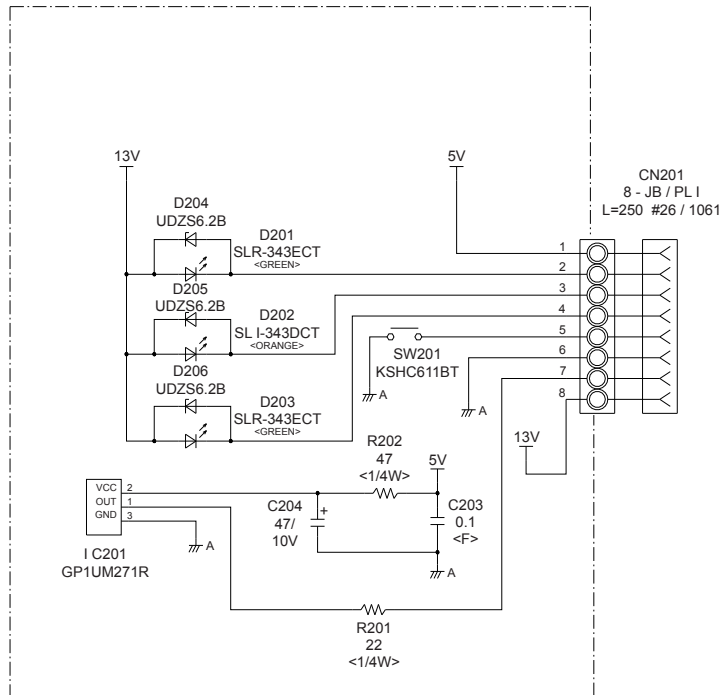 13V
5V
CN201
8 - JB / PL I
L=250 #26 / 1061
D204
UDZS6.2B
D201
SLR-343ECT
<GREEN>
D205
UDZS6.2B
D202
SL I-343DCT
<ORANGE>
D206
UDZS6.2B
D203
SLR-343ECT
<GREEN>
1
2
3
4
5
6
7
8
SW201
KSHC611BT
A
A
13V
R202
47
<1/4W>
5V
VCC 2
OUT 1
GND 3
A
I C201
GP1UM271R
C204
47/
10V
+
C203
0.1
<F>
A
R201
22
<1/4W>